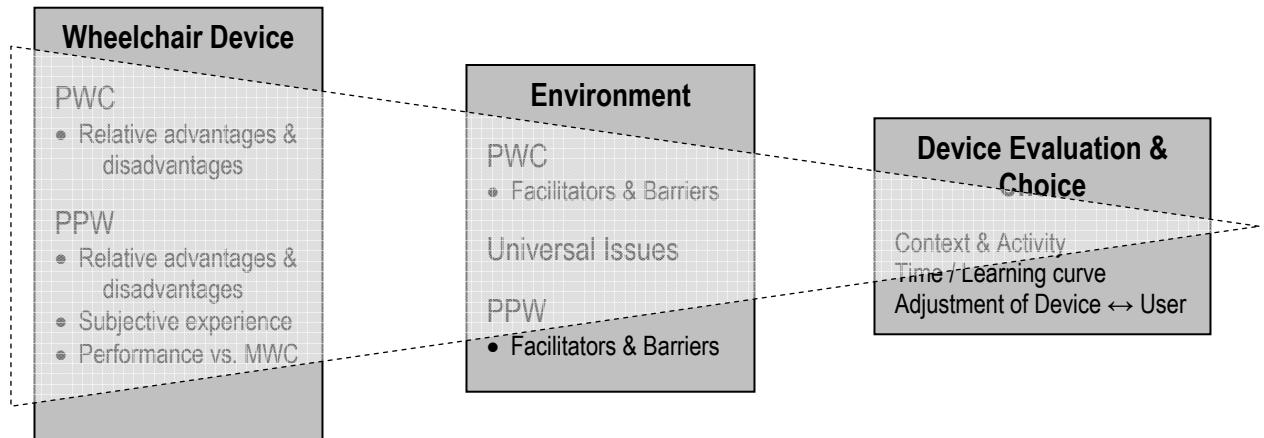 Wheelchair Device
PWC
• Relative advantages &
disadvantages
PPW
• Relative advantages &
disadvantages
• Subjective experience
• Performance vs. MWC
Environment
PWC
• Facilitators & Barriers
Universal Issues
PPW
• Facilitators & Barriers
Device Evaluation &
Choice
Context & Activity
Time / Learning curve
Adjustment of Device ↔ User